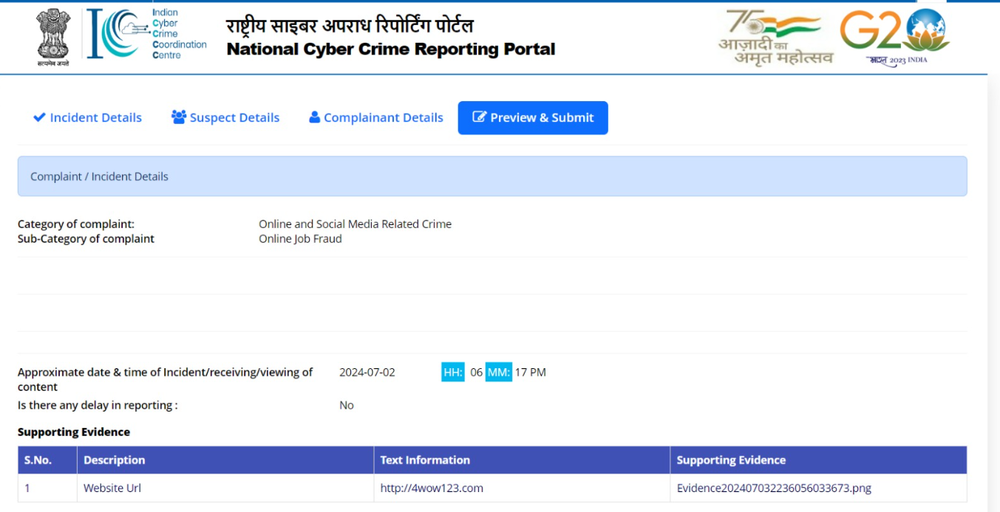 Indian
Cyber
Crime
Coordination
Centre
सत्यमेव जयते
राष्ट्रीय साइबर अपराध रिपोर्टिंग पोर्टल
National Cyber Crime Reporting Portal
75
आज़ादी का
अमृत महोत्सव
G20
भारत 2023 INDIA
Incident Details
Suspect Details
Complainant Details
Preview & Submit
Complaint / Incident Details
Category of complaint: Online and Social Media Related Crime
Sub-Category of complaint Online Job Fraud
Approximate date & time of Incident/receiving/viewing of 2024-07-02 HH: 06 MM: 17 PM
content
Is there any delay in reporting : No
Supporting Evidence
S.No. Description Text Information Supporting Evidence
1 Website Url http://4wow123.com Evidence202407032236056033673.png